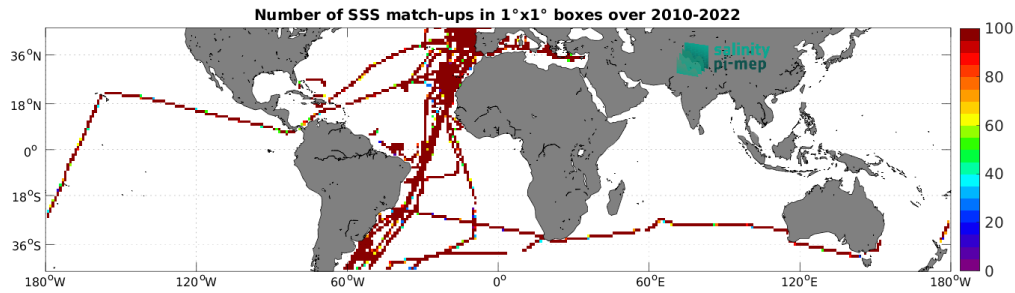 Number of SSS match-ups in 1°x1° boxes over 2010-2022
36°N
18°N
0°
18°S
36°S
180°W
120°W
60°W
0°
60°E
120°E
180°W
100
80
60
40
20
0
salinity
pi-mep